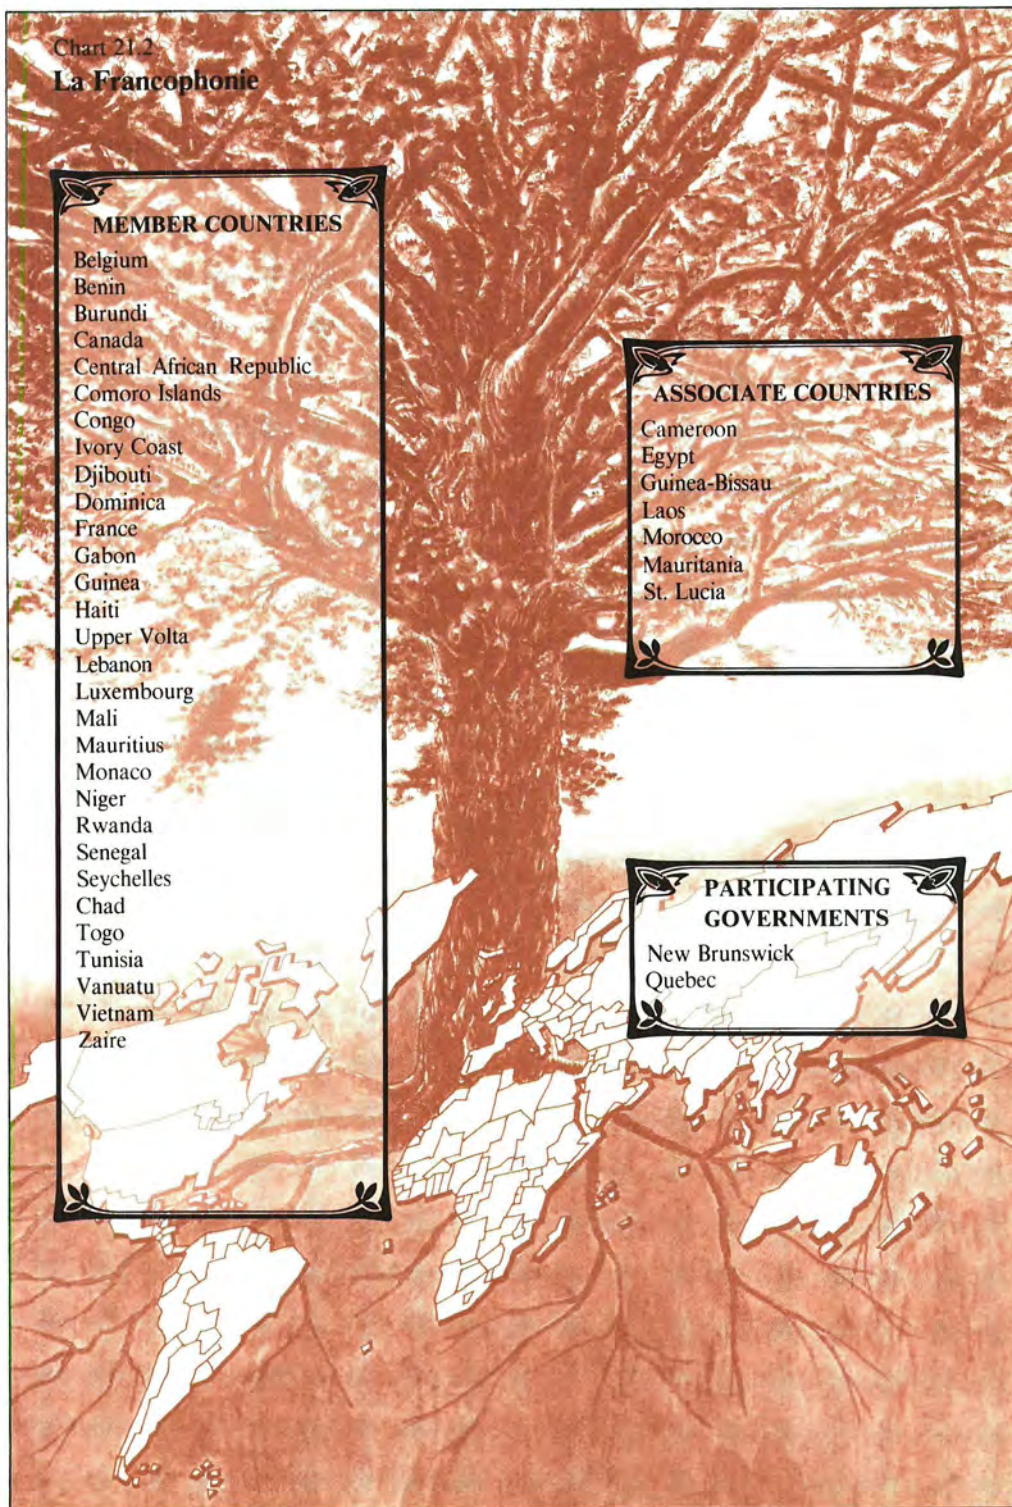 Chart 21.2
La Francophonie
MEMBER COUNTRIES
Belgium
Benin
Burundi
Canada
Central African Republic
Comoro Islands
Congo
Ivory Coast
Djibouti
Dominica
France
Gabon
Guinea
Haiti
Upper Volta
Lebanon
Luxembourg
Mali
Mauritius
Monaco
Niger
Rwanda
Senegal
Seychelles
Chad
Togo
Tunisia
Vanuatu
Vietnam
Zaire
ASSOCIATE COUNTRIES
Cameroon
Egypt
Guinea-Bissau
Laos
Morocco
Mauritania
St. Lucia
PARTICIPATING
GOVERNMENTS
New Brunswick
Quebec